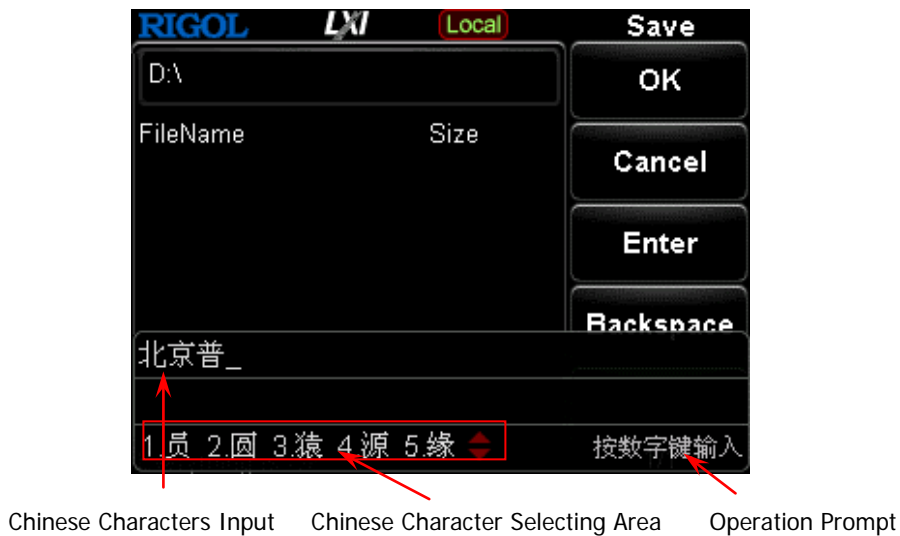 RIGOL LXI Local Save
D:\
OK
FileName Size
Cancel
Enter
Backspace
北京普_
1.员 2.圆 3.猿 4.源 5.缘 按数字键输入
Chinese Characters Input Chinese Character Selecting Area Operation Prompt